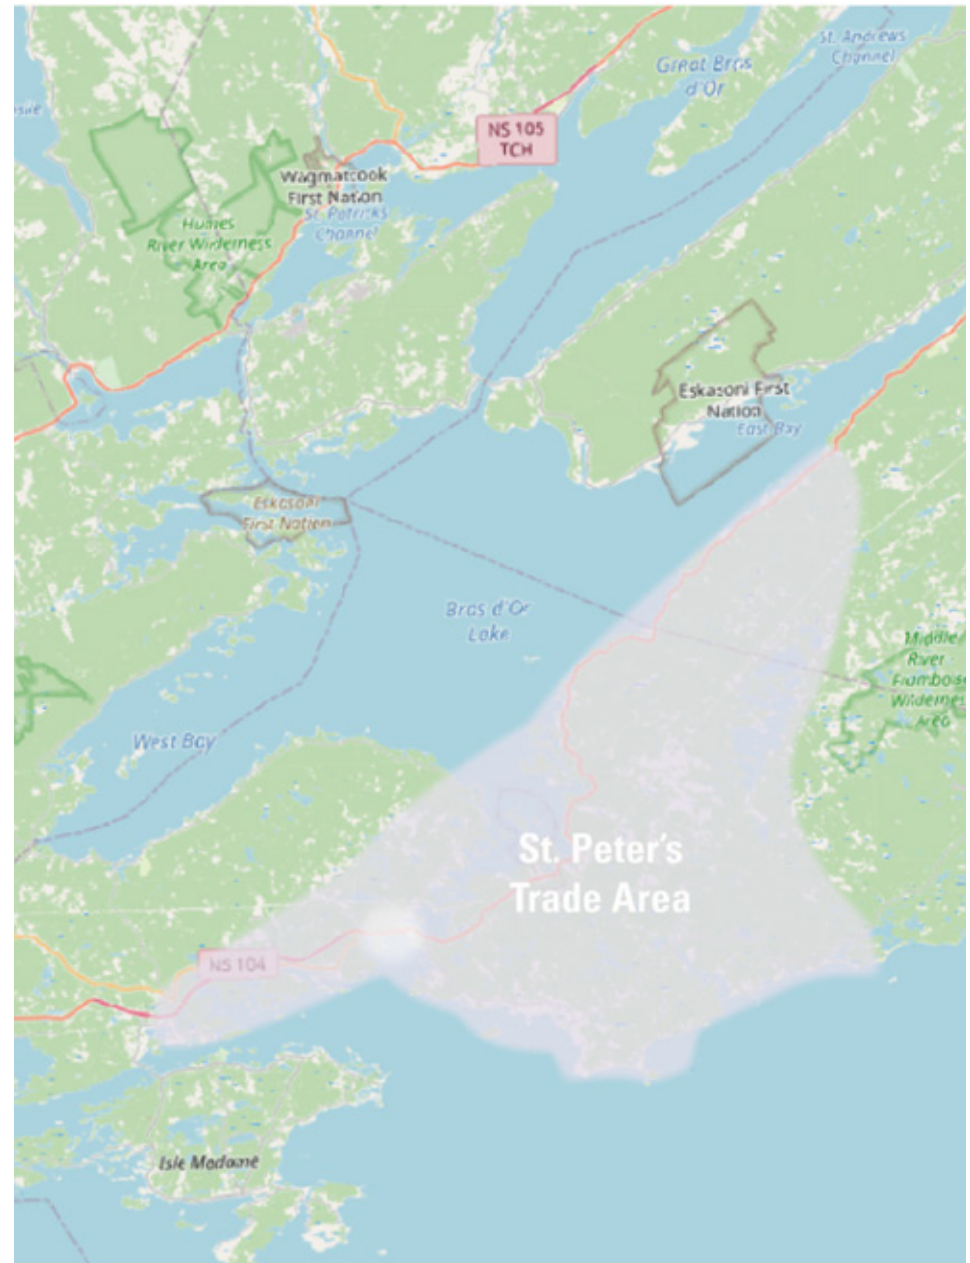 St. Andrews
Channel
Great Bras
d'Or
NS 105
TCH
Wagmatcook
First Nation
St. Patricks
Channel
Humes
River Wilderness
Area
Eskasoni First
Nation
East Bay
Eskasoni
First Nation
Bras d'Or
Lake
Middle
River
Framboise
Wilderness
Area
West Bay
St. Peter's
Trade Area
NS 104
Isle Madame